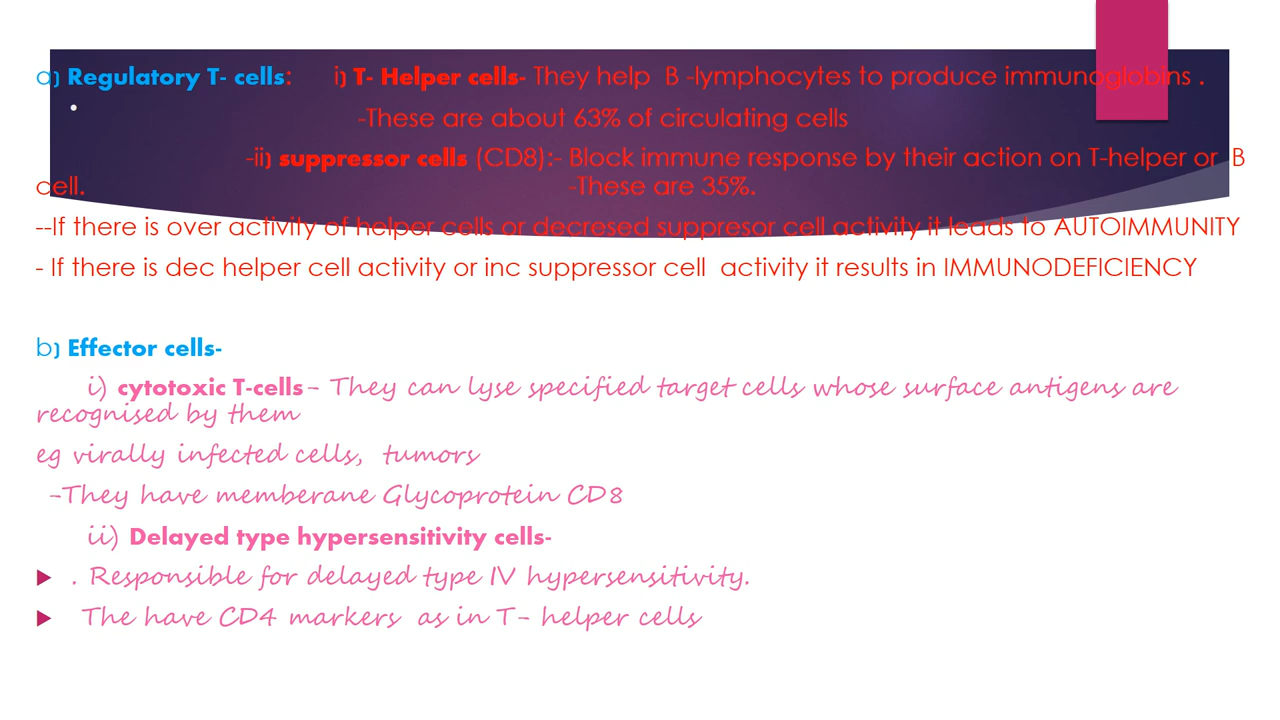 a) Regulatory T- cells: i) T- Helper cells- They help B -lymphocytes to produce immunoglobins .
•
-These are about 63% of circulating cells
-ii) suppressor cells (CD8):- Block immune response by their action on T-helper or B
cell. -These are 35%.
--If there is over activity of helper cells or decresed suppresor cell activity it leads to AUTOIMMUNITY
- If there is dec helper cell activity or inc suppressor cell activity it results in IMMUNODEFICIENCY
b) Effector cells-
i) cytotoxic T-cells - They can lyse specified target cells whose surface antigens are
recognised by them
eg virally infected cells, tumors
-They have memberane Glycoprotein CD8
ii) Delayed type hypersensitivity cells-
▶ . Responsible for delayed type IV hypersensitivity.
▶ The have CD4 markers as in T- helper cells